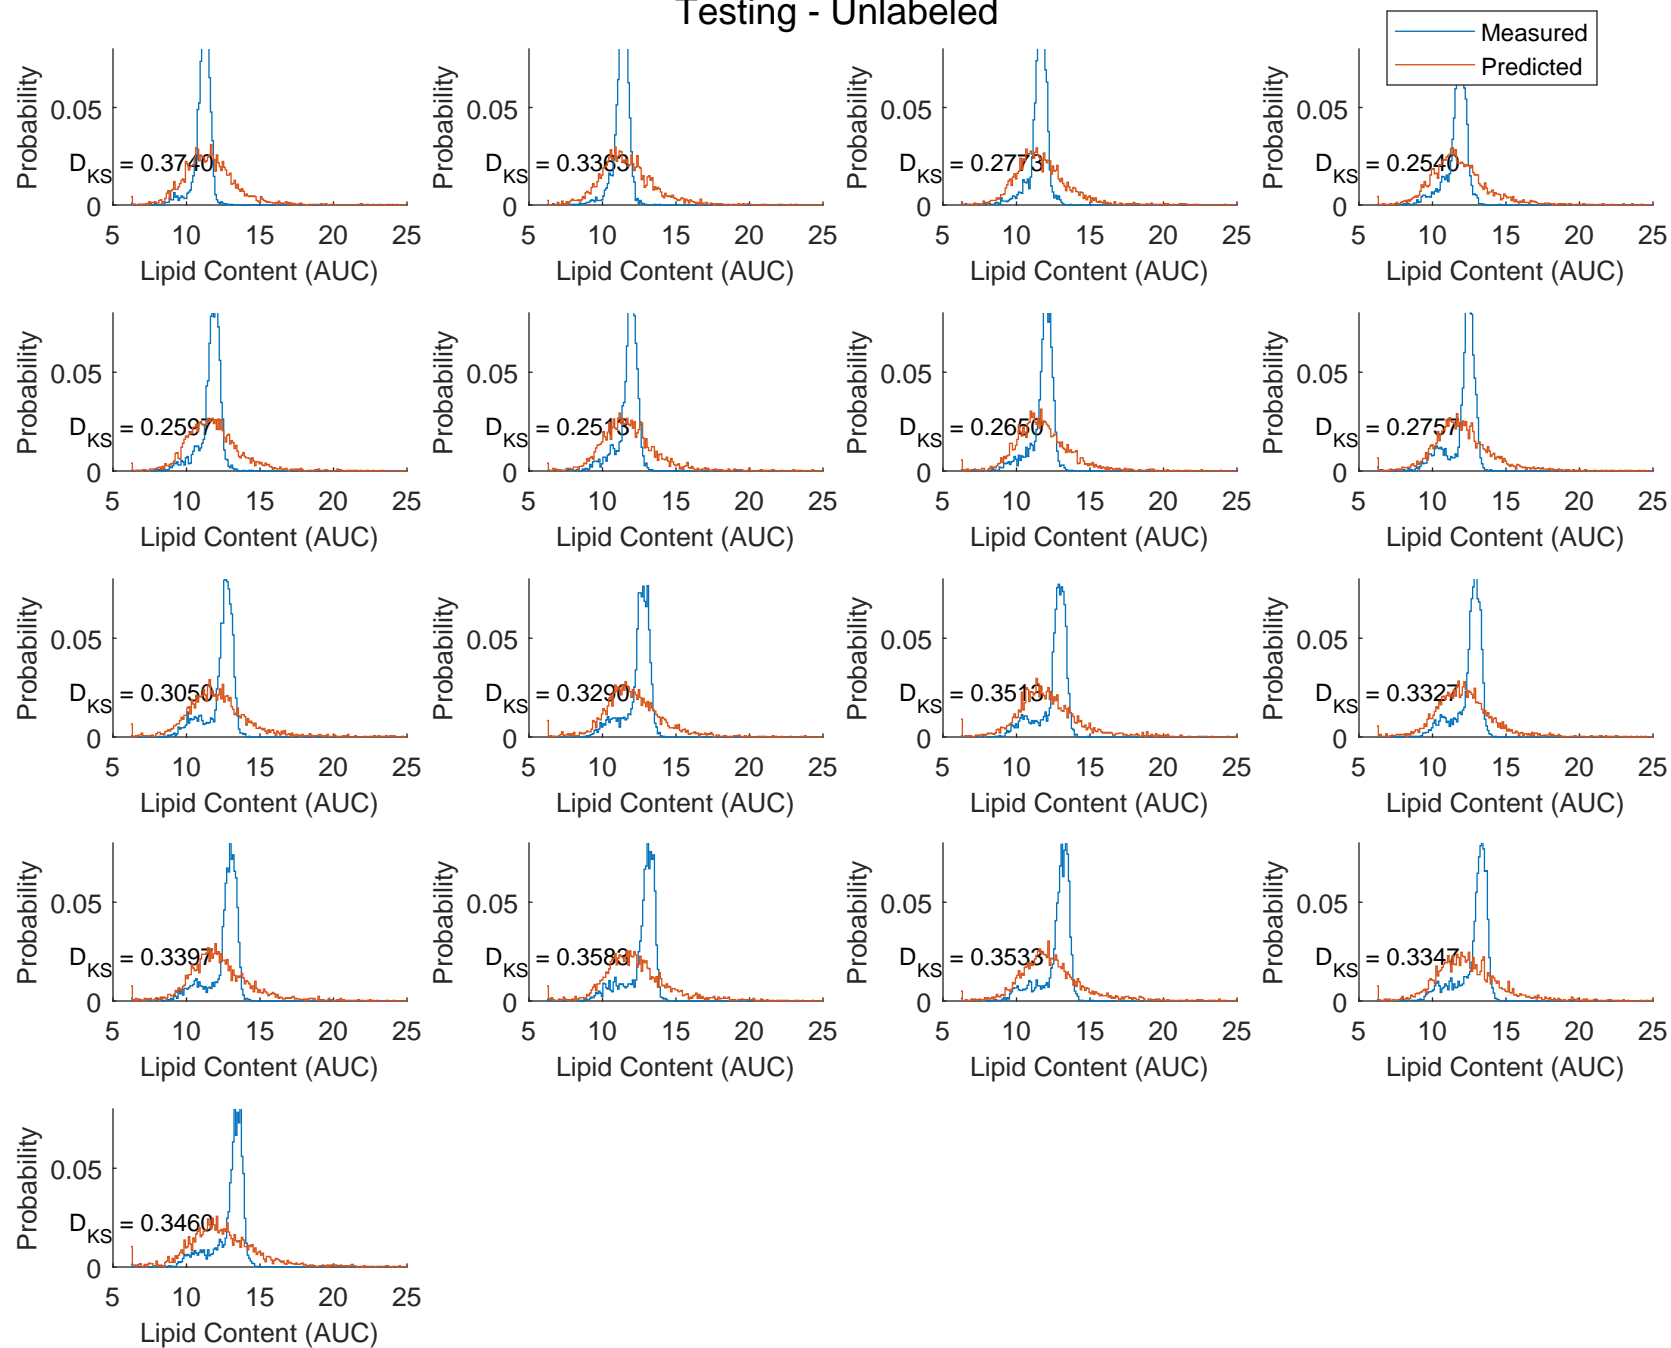 Testing - Unlabeled
Measured
Predicted
Probability
0.05
0
D_KS = 0.3740
5 10 15 20 25
Lipid Content (AUC)
Probability
0.05
0
D_KS = 0.3363
5 10 15 20 25
Lipid Content (AUC)
Probability
0.05
0
D_KS = 0.2773
5 10 15 20 25
Lipid Content (AUC)
Probability
0.05
0
D_KS = 0.2540
5 10 15 20 25
Lipid Content (AUC)
Probability
0.05
0
D_KS = 0.2597
5 10 15 20 25
Lipid Content (AUC)
Probability
0.05
0
D_KS = 0.2513
5 10 15 20 25
Lipid Content (AUC)
Probability
0.05
0
D_KS = 0.2650
5 10 15 20 25
Lipid Content (AUC)
Probability
0.05
0
D_KS = 0.2757
5 10 15 20 25
Lipid Content (AUC)
Probability
0.05
0
D_KS = 0.3050
5 10 15 20 25
Lipid Content (AUC)
Probability
0.05
0
D_KS = 0.3290
5 10 15 20 25
Lipid Content (AUC)
Probability
0.05
0
D_KS = 0.3513
5 10 15 20 25
Lipid Content (AUC)
Probability
0.05
0
D_KS = 0.3327
5 10 15 20 25
Lipid Content (AUC)
Probability
0.05
0
D_KS = 0.3397
5 10 15 20 25
Lipid Content (AUC)
Probability
0.05
0
D_KS = 0.3583
5 10 15 20 25
Lipid Content (AUC)
Probability
0.05
0
D_KS = 0.3533
5 10 15 20 25
Lipid Content (AUC)
Probability
0.05
0
D_KS = 0.3347
5 10 15 20 25
Lipid Content (AUC)
Probability
0.05
0
D_KS = 0.3460
5 10 15 20 25
Lipid Content (AUC)